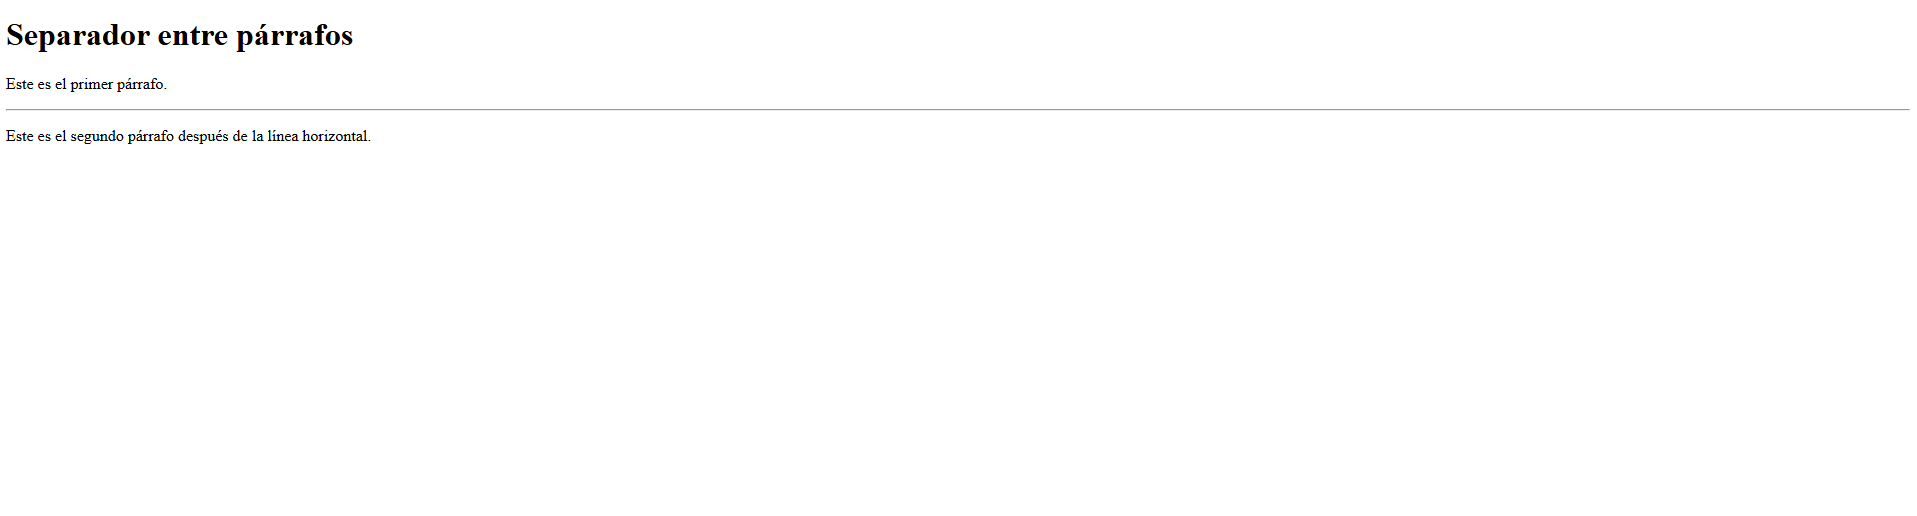 Separador entre párrafos
Este es el primer párrafo.
Este es el segundo párrafo después de la línea horizontal.